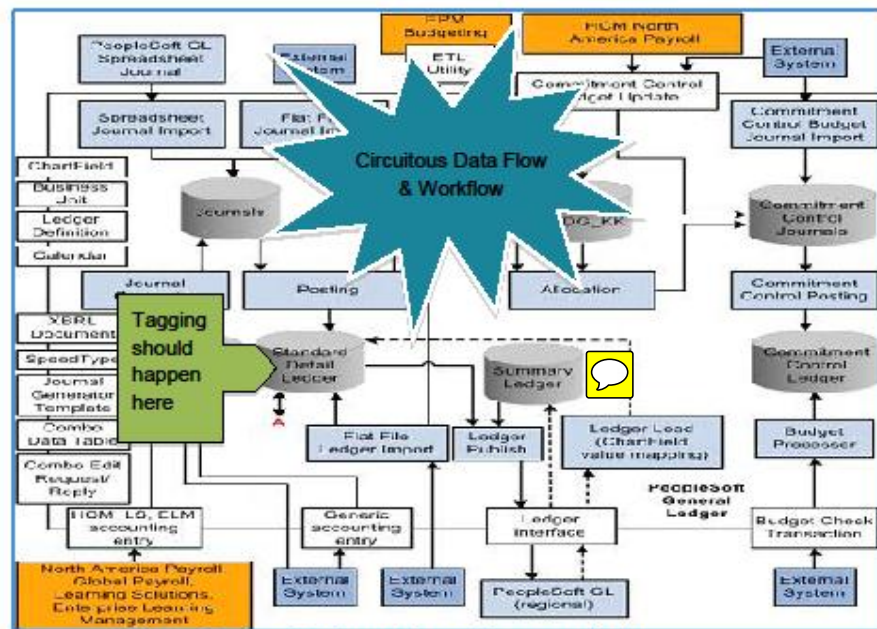 PeopleSoft GL
Spreadsheet
Journal
External
System
EPM
Budgeting
ETL
Utility
HCM North
America Payroll
External
System
Spreadsheet
Journal Import
Flat File
Commitment Control
Commitment
Control Budget
Journal Import
Circuitous Data Flow
& Workflow
ChartField
Business
Unit
Ledger
Definition
Calendar
Journals
Commitment
Control
Journals
Journal
Posting
Allocation
Commitment
Control Posting
Tagging
should
happen
here
XBRL
Document
SpeedType
Journal
Generator
Template
Combo
Data Table
Combo Edit
Request/
Reply
Standard
Detail
Ledger
Summary
Ledger
Commitment
Control
Ledger
A
Flat File
Ledger Import
Ledger
Publish
Ledger Load
(ChartField
value mapping)
Budget
Processor
PeopleSoft
General
Ledger
HCM, LS, ELM
accounting
entry
Generic
accounting
entry
Ledger
Interface
Budget Check
Transaction
North America Payroll
Global Payroll,
Learning Solutions,
Enterprise Learning
Management
External
System
External
System
PeopleSoft GL
(regional)
External
System